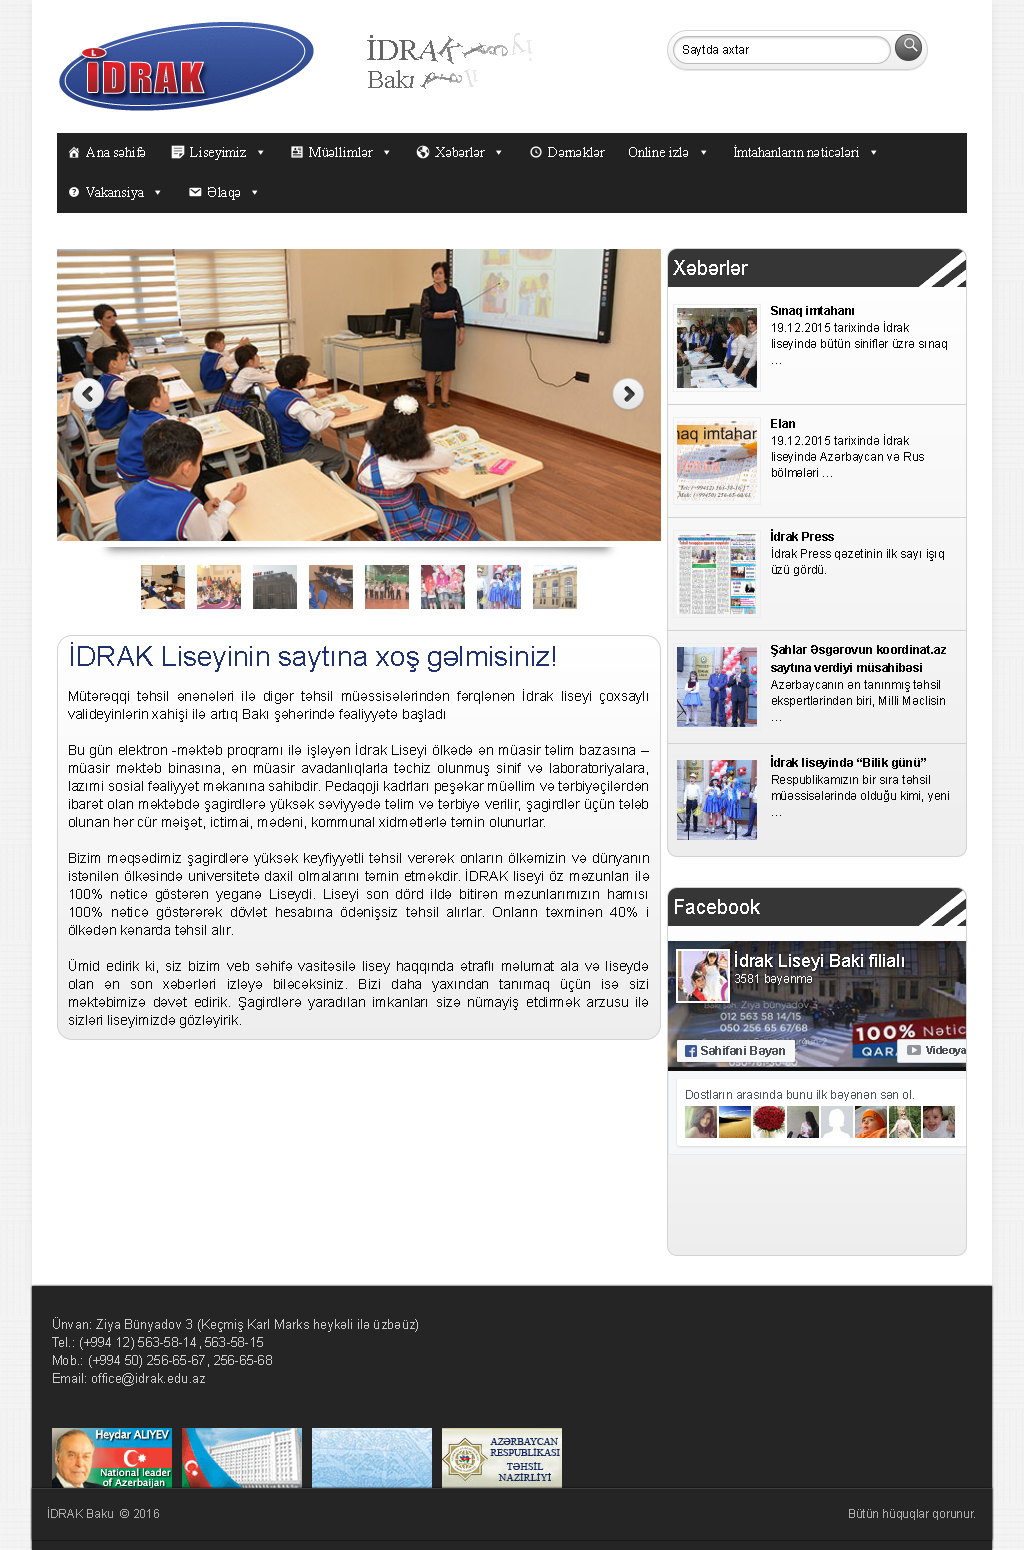 L
İDRAK
İDRAK
Bakı
Saytda axtar
Ana səhifə
Liseyimiz
Müəllimlər
Xəbərlər
Dərnəklər
Online izlə
İmtahanların nəticələri
Vakansiya
Əlaqə
Xəbərlər
Sınaq imtahanı
19.12.2015 tarixində İdrak
liseyində bütün siniflər üzrə sınaq
...
naq imtahan
Elan
19.12.2015 tarixində İdrak
liseyində Azərbaycan və Rus
bölmələri ...
İdrak Press
İdrak Press qəzetinin ilk sayı işıq
üzü gördü.
Şahlar Əsgərovun koordinat.az
saytına verdiyi müsahibəsi
Azərbaycanın ən tanınmış təhsil
ekspertlərindən biri, Milli Məclisin
...
İdrak liseyində “Bilik günü”
Respublikamızın bir sıra təhsil
müəssisələrində olduğu kimi, yeni
...
İDRAK Liseyinin saytına xoş gəlmisiniz!
Mütərəqqi təhsil ənənələri ilə digər təhsil müəssisələrindən fərqlənən İdrak liseyi çoxsaylı
valideyinlərin xahişi ilə artıq Bakı şəhərində fəaliyyətə başladı
Bu gün elektron -məktəb proqramı ilə işləyən İdrak Liseyi ölkədə ən müasir təlim bazasına –
müasir məktəb binasına, ən müasir avadanlıqlarla təchiz olunmuş sinif və laboratoriyalara,
lazımi sosial fəaliyyət məkanına sahibdir. Pedaqoji kadrları peşəkar müəllim və tərbiyəçilərdən
ibarət olan məktəbdə şagirdlərə yüksək səviyyədə təlim və tərbiyə verilir, şagirdlər üçün tələb
olunan hər cür məişət, ictimai, mədəni, kommunal xidmətlərlə təmin olunurlar.
Bizim məqsədimiz şagirdlərə yüksək keyfiyyətli təhsil verərək onların ölkəmizin və dünyanın
istənilən ölkəsində universitetə daxil olmalarını təmin etməkdir. İDRAK liseyi öz məzunları ilə
100% nəticə göstərən yeganə Liseydi. Liseyi son dörd ildə bitirən məzunlarımızın hamısı
100% nəticə göstərərək dövlət hesabına ödənişsiz təhsil alırlar. Onların təxminən 40% i
ölkədən kənarda təhsil alır.
Ümid edirik ki, siz bizim veb səhifə vasitəsilə lisey haqqında ətraflı məlumat ala və liseydə
olan ən son xəbərləri izləyə biləcəksiniz. Bizi daha yaxından tanımaq üçün isə sizi
məktəbimizə dəvət edirik. Şagirdlərə yaradılan imkanları sizə nümayiş etdirmək arzusu ilə
sizləri liseyimizdə gözləyirik.
Facebook
İdrak Liseyi Baki filialı
3581 bəyənmə
Ziya bünyadov
012 563 58 14/15
050 256 65 67/68
100% Nətic
QƏR
Səhifəni Bəyən
Videoya
Dostların arasında bunu ilk bəyənən sən ol.
Ünvan: Ziya Bünyadov 3 (Keçmiş Karl Marks heykəli ilə üzbəüz)
Tel.: (+994 12) 563-58-14, 563-58-15
Mob.: (+994 50) 256-65-67, 256-65-68
Email: office@idrak.edu.az
Heydar ALIYEV
National leader
of Azerbaijan
AZƏRBAYCAN
RESPUBLİKASI
TƏHSİL
NAZİRLİYİ
İDRAK Baku © 2016
Bütün hüquqlar qorunur.